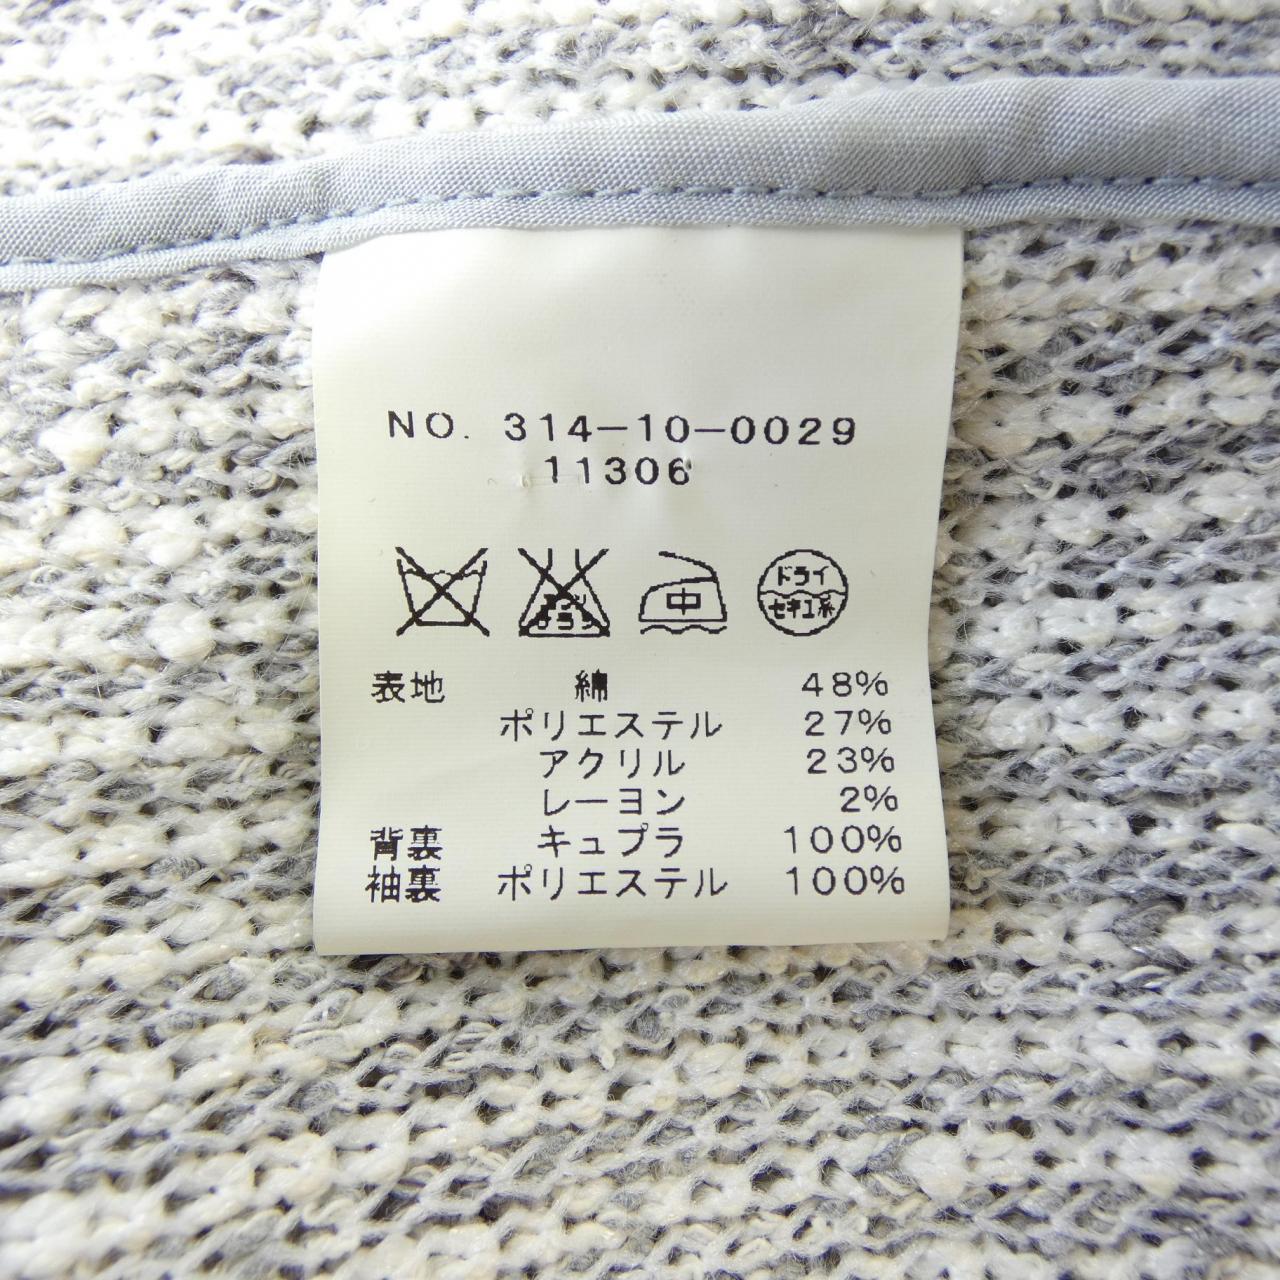 NO. 314-10-0029
11306
中 ドライ
セキユ系
表地 綿 48%
ポリエステル 27%
アクリル 23%
レーヨン 2%
背裏 キュプラ 100%
袖裏 ポリエステル 100%